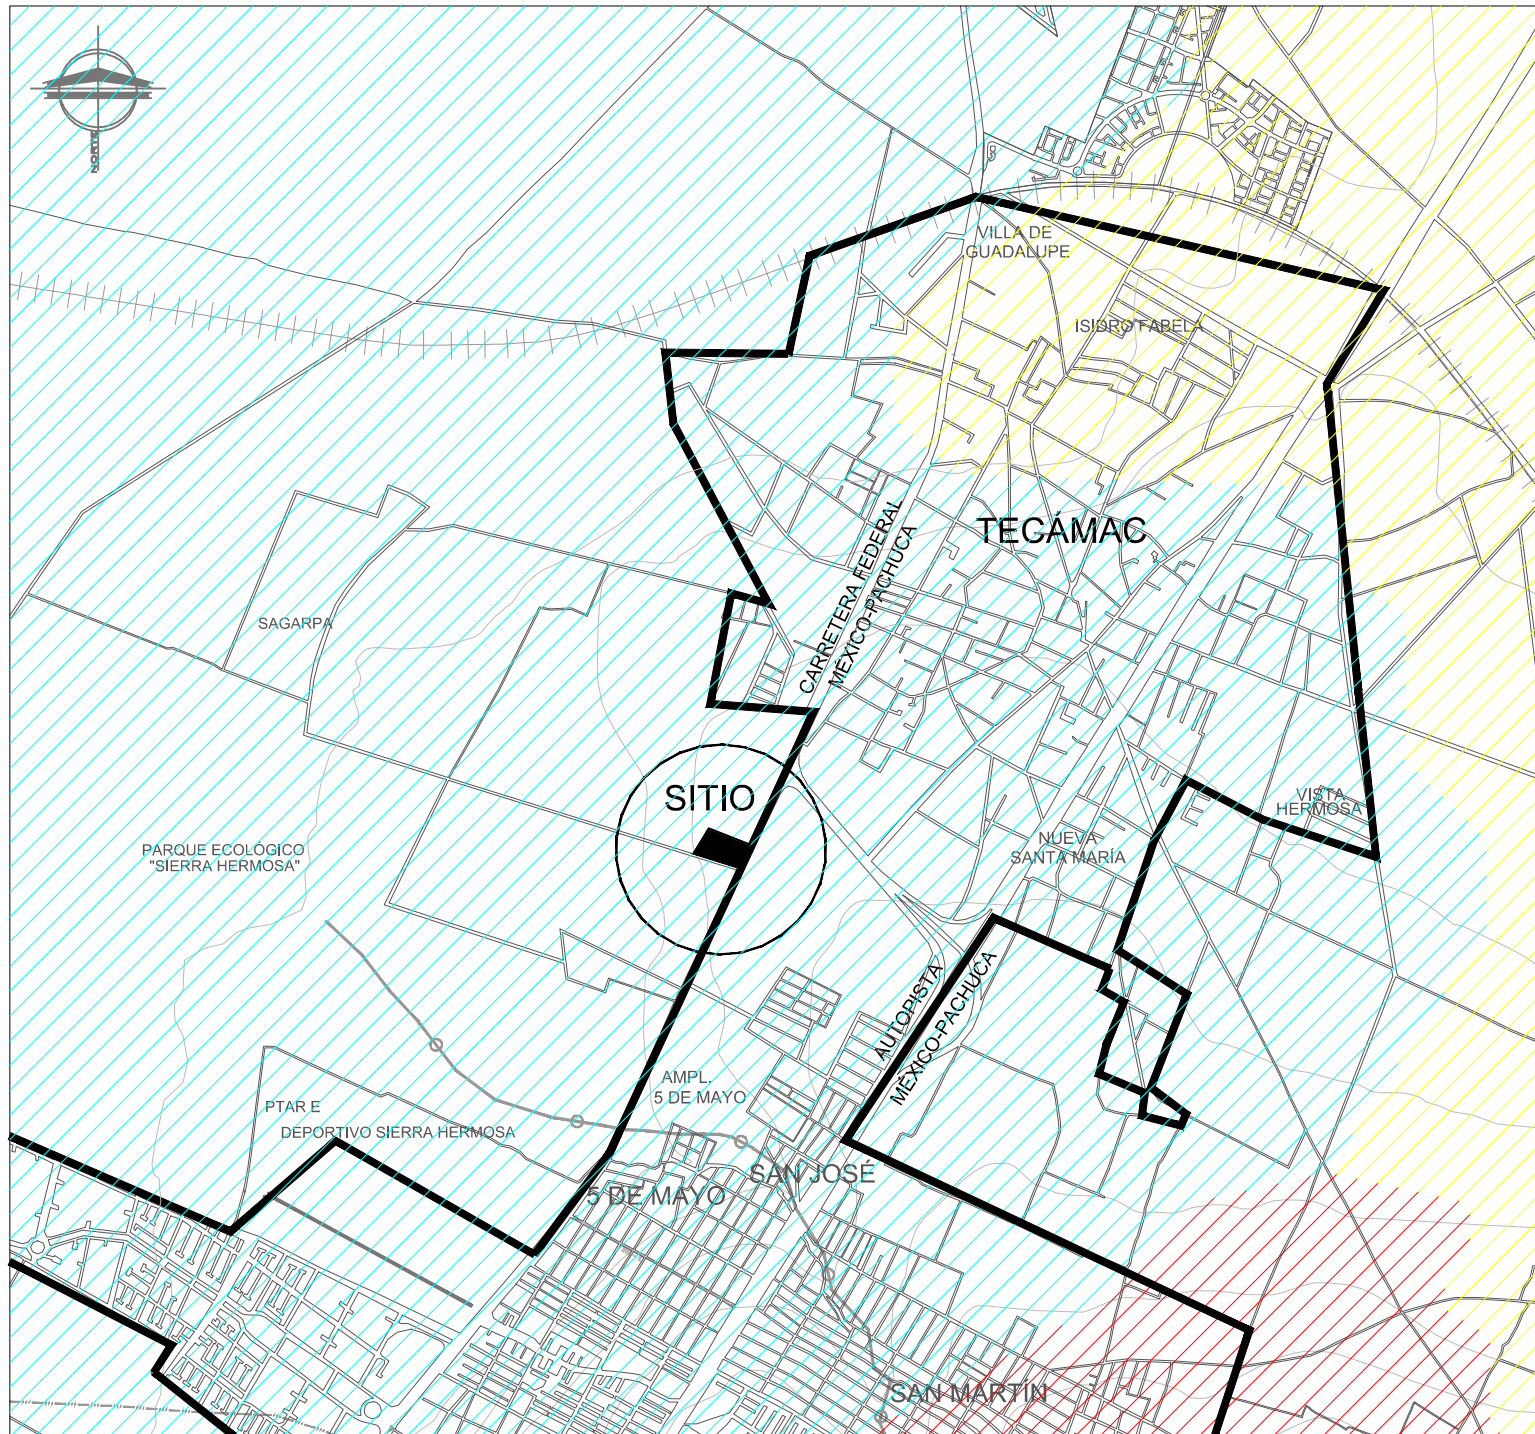 NORTE
VILLA DE
GUADALUPE
ISIDRO FABELA
TECÁMAC
CARRETERA FEDERAL
MÉXICO-PACHUCA
SAGARPA
SITIO
VISTA
HERMOSA
NUEVA
SANTA MARÍA
PARQUE ECOLÓGICO
"SIERRA HERMOSA"
AUTOPISTA
MÉXICO-PACHUCA
AMPL.
5 DE MAYO
PTAR E
DEPORTIVO SIERRA HERMOSA
SAN JOSÉ
5 DE MAYO
SAN MARTÍN